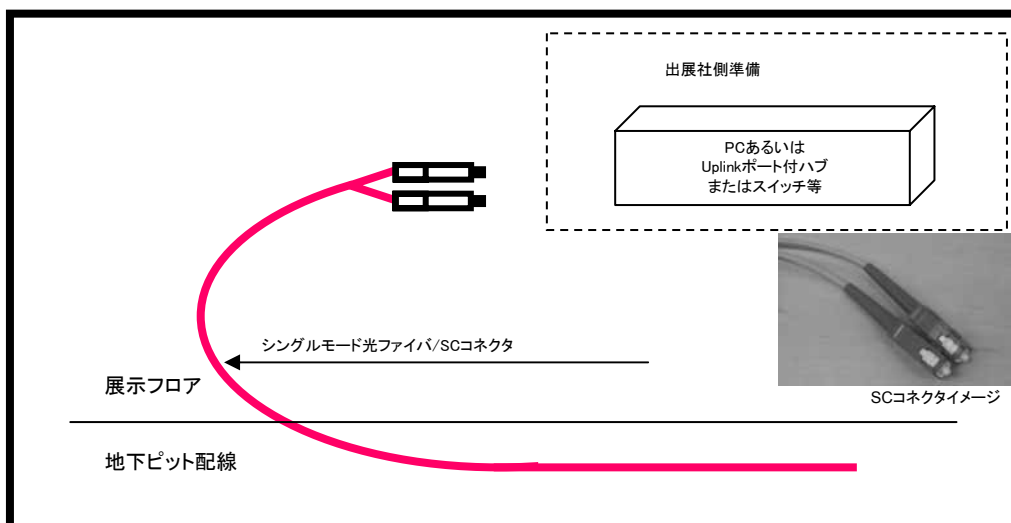 出展社側準備
PCあるいは
Uplinkポート付ハブ
またはスイッチ等
シングルモード光ファイバ/SCコネクタ
展示フロア
SCコネクタイメージ
地下ピット配線